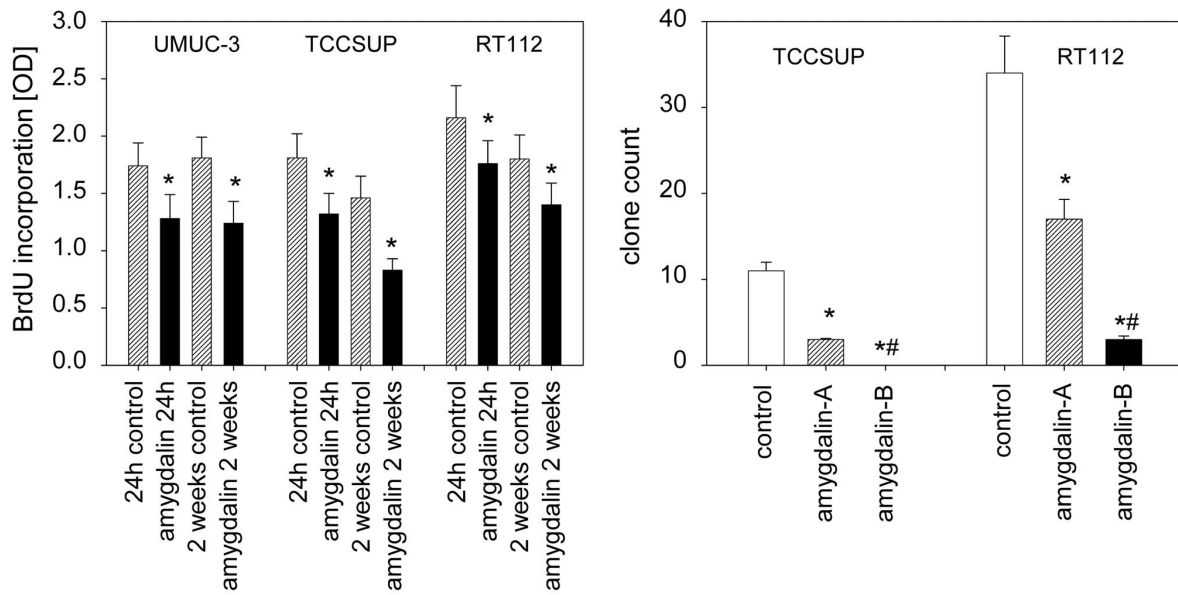 BrdU incorporation [OD]
3.0
2.5
2.0
1.5
1.0
0.5
0.0
UMUC-3
TCCSUP
RT112
*
*
*
*
*
*
24h control
amygdalin 24h
2 weeks control
amygdalin 2 weeks
24h control
amygdalin 24h
2 weeks control
amygdalin 2 weeks
24h control
amygdalin 24h
2 weeks control
amygdalin 2 weeks
clone count
40
30
20
10
0
TCCSUP
RT112
*
*#
*
*#
control
amygdalin-A
amygdalin-B
control
amygdalin-A
amygdalin-B